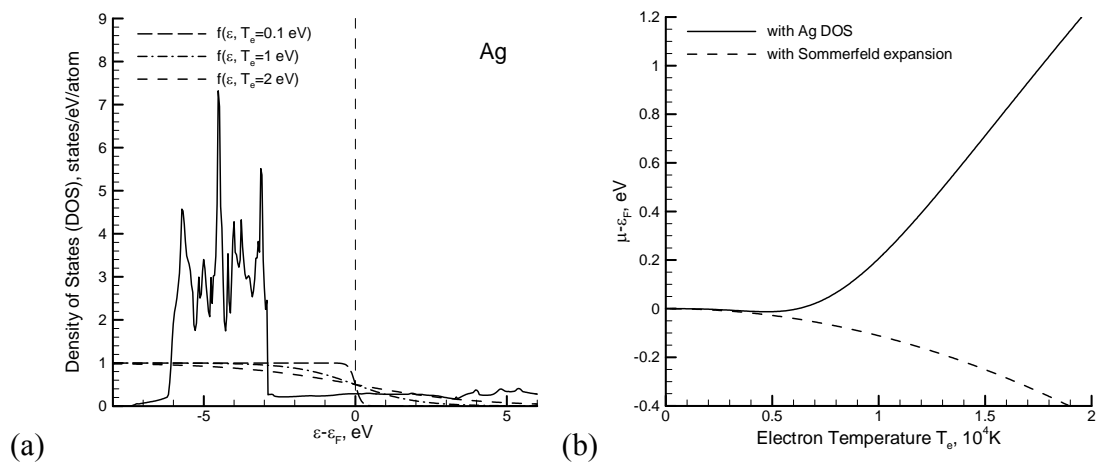 f(ε, Tₑ=0.1 eV)
f(ε, Tₑ=1 eV)
f(ε, Tₑ=2 eV)
Ag
Density of States (DOS), states/eV/atom
9
8
7
6
5
4
3
2
1
0
-5
0
5
ε-ε_F, eV
(a)
with Ag DOS
with Sommerfeld expansion
μ-ε_F, eV
1.2
1
0.8
0.6
0.4
0.2
0
-0.2
-0.4
0
0.5
1
1.5
2
Electron Temperature Tₑ, 10⁴K
(b)